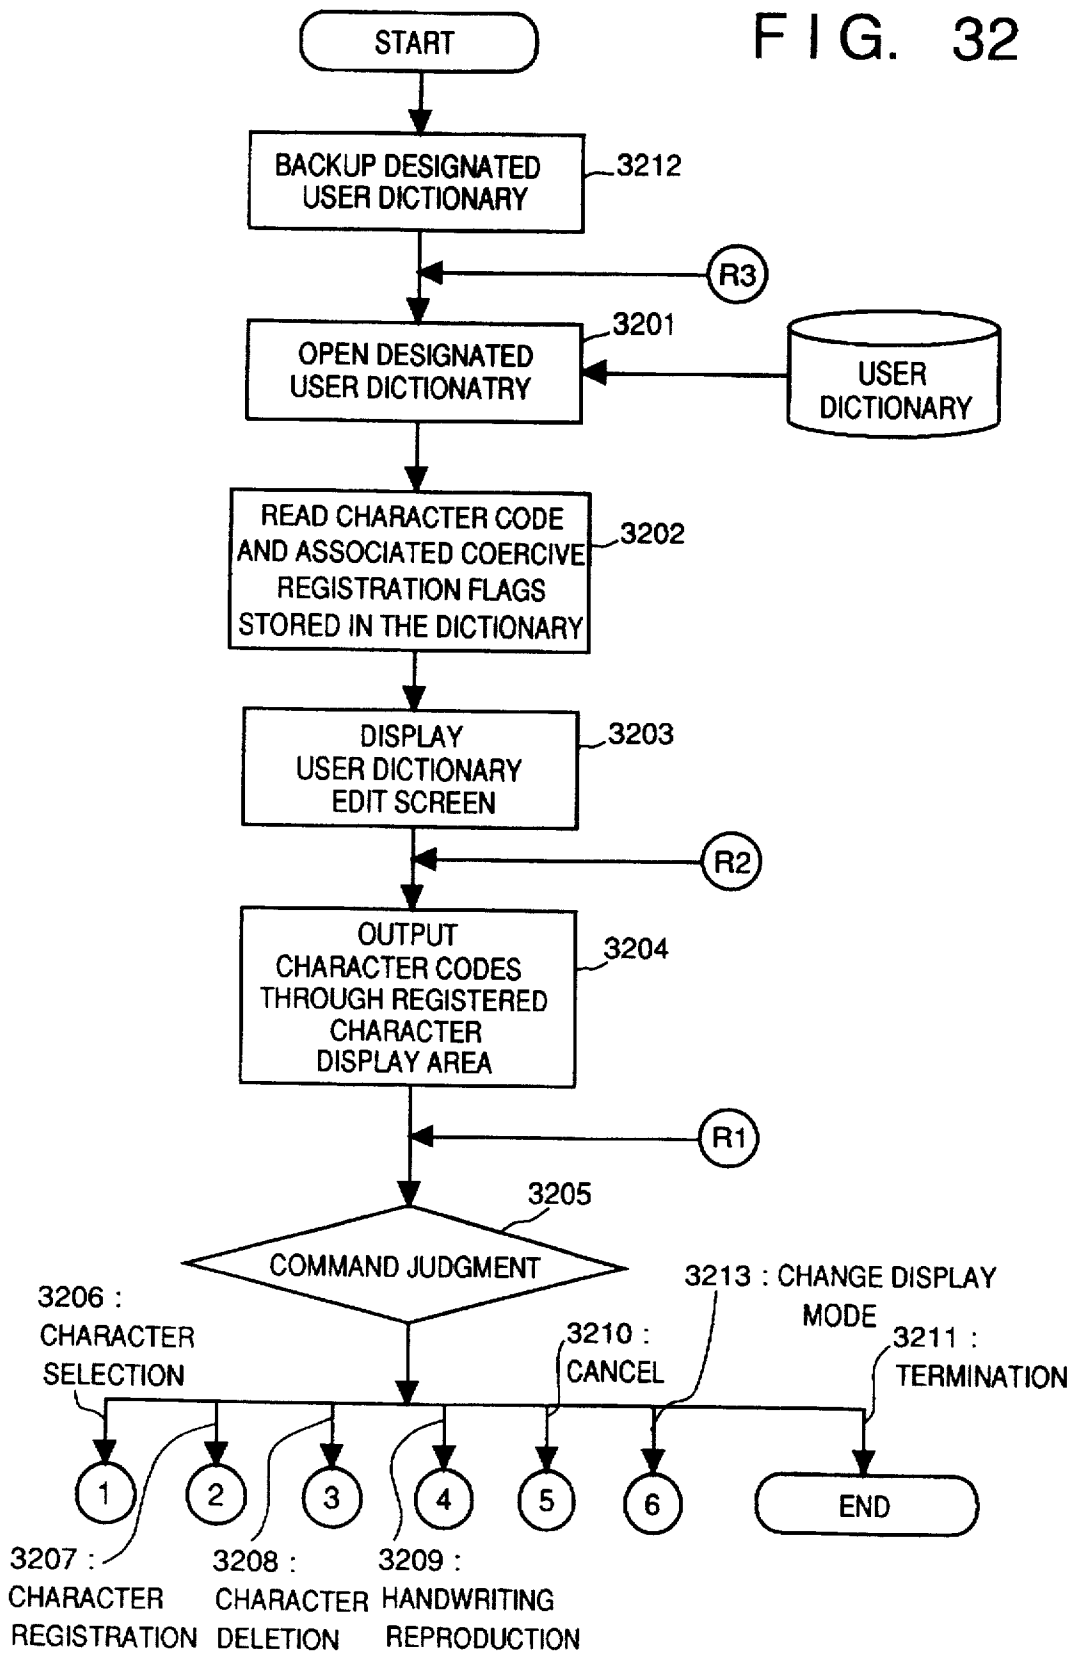 START
FIG. 32
BACKUP DESIGNATED
USER DICTIONARY
3212
R3
OPEN DESIGNATED
USER DICTIONATRY
3201
USER
DICTIONARY
READ CHARACTER CODE
AND ASSOCIATED COERCIVE
REGISTRATION FLAGS
STORED IN THE DICTIONARY
3202
DISPLAY
USER DICTIONARY
EDIT SCREEN
3203
R2
OUTPUT
CHARACTER CODES
THROUGH REGISTERED
CHARACTER
DISPLAY AREA
3204
R1
3205
COMMAND JUDGMENT
3206 :
CHARACTER
SELECTION
3210 :
CANCEL
3213 : CHANGE DISPLAY
MODE
3211 :
TERMINATION
1
2
3
4
5
6
END
3207 :
CHARACTER
REGISTRATION
3208 :
CHARACTER
DELETION
3209 :
HANDWRITING
REPRODUCTION